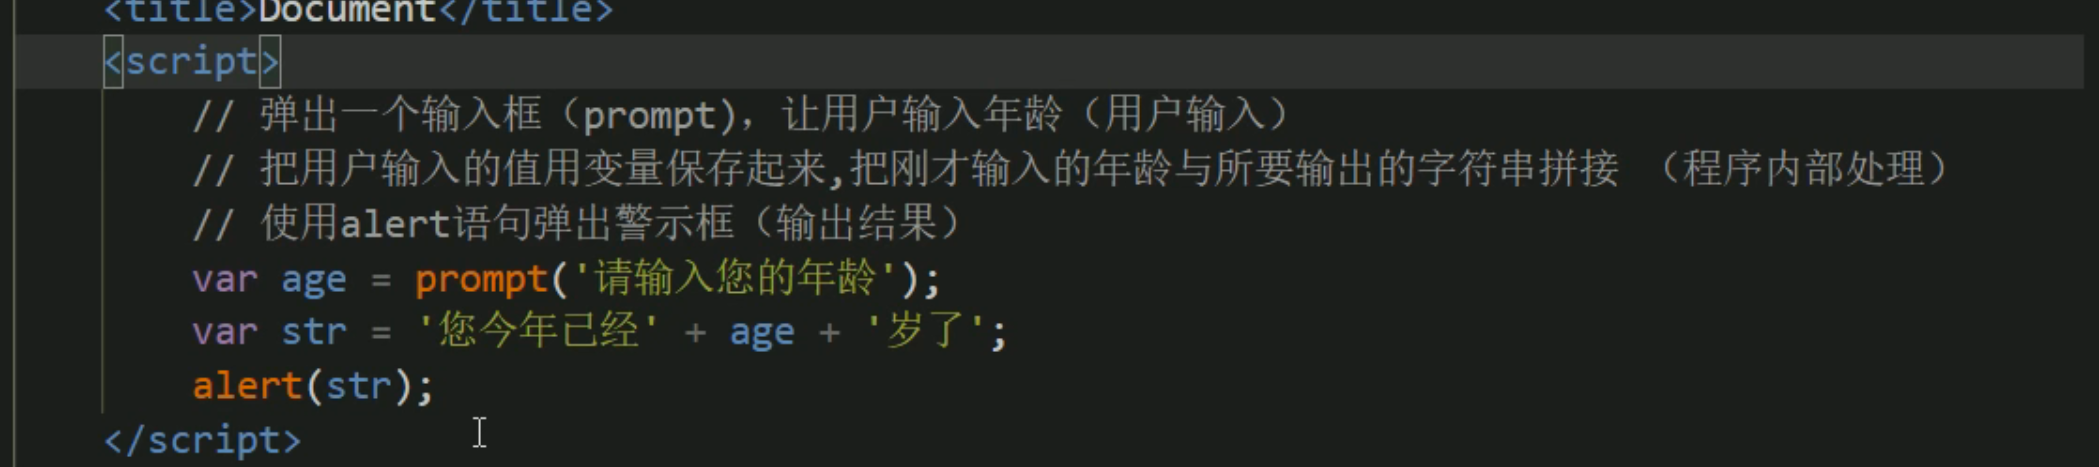 <title>Document</title>
<script>
// 弹出一个输入框（prompt)，让用户输入年龄（用户输入）
// 把用户输入的值用变量保存起来,把刚才输入的年龄与所要输出的字符串拼接 （程序内部处理）
// 使用alert语句弹出警示框（输出结果）
var age = prompt('请输入您的年龄');
var str = '您今年已经' + age + '岁了';
alert(str);
</script>